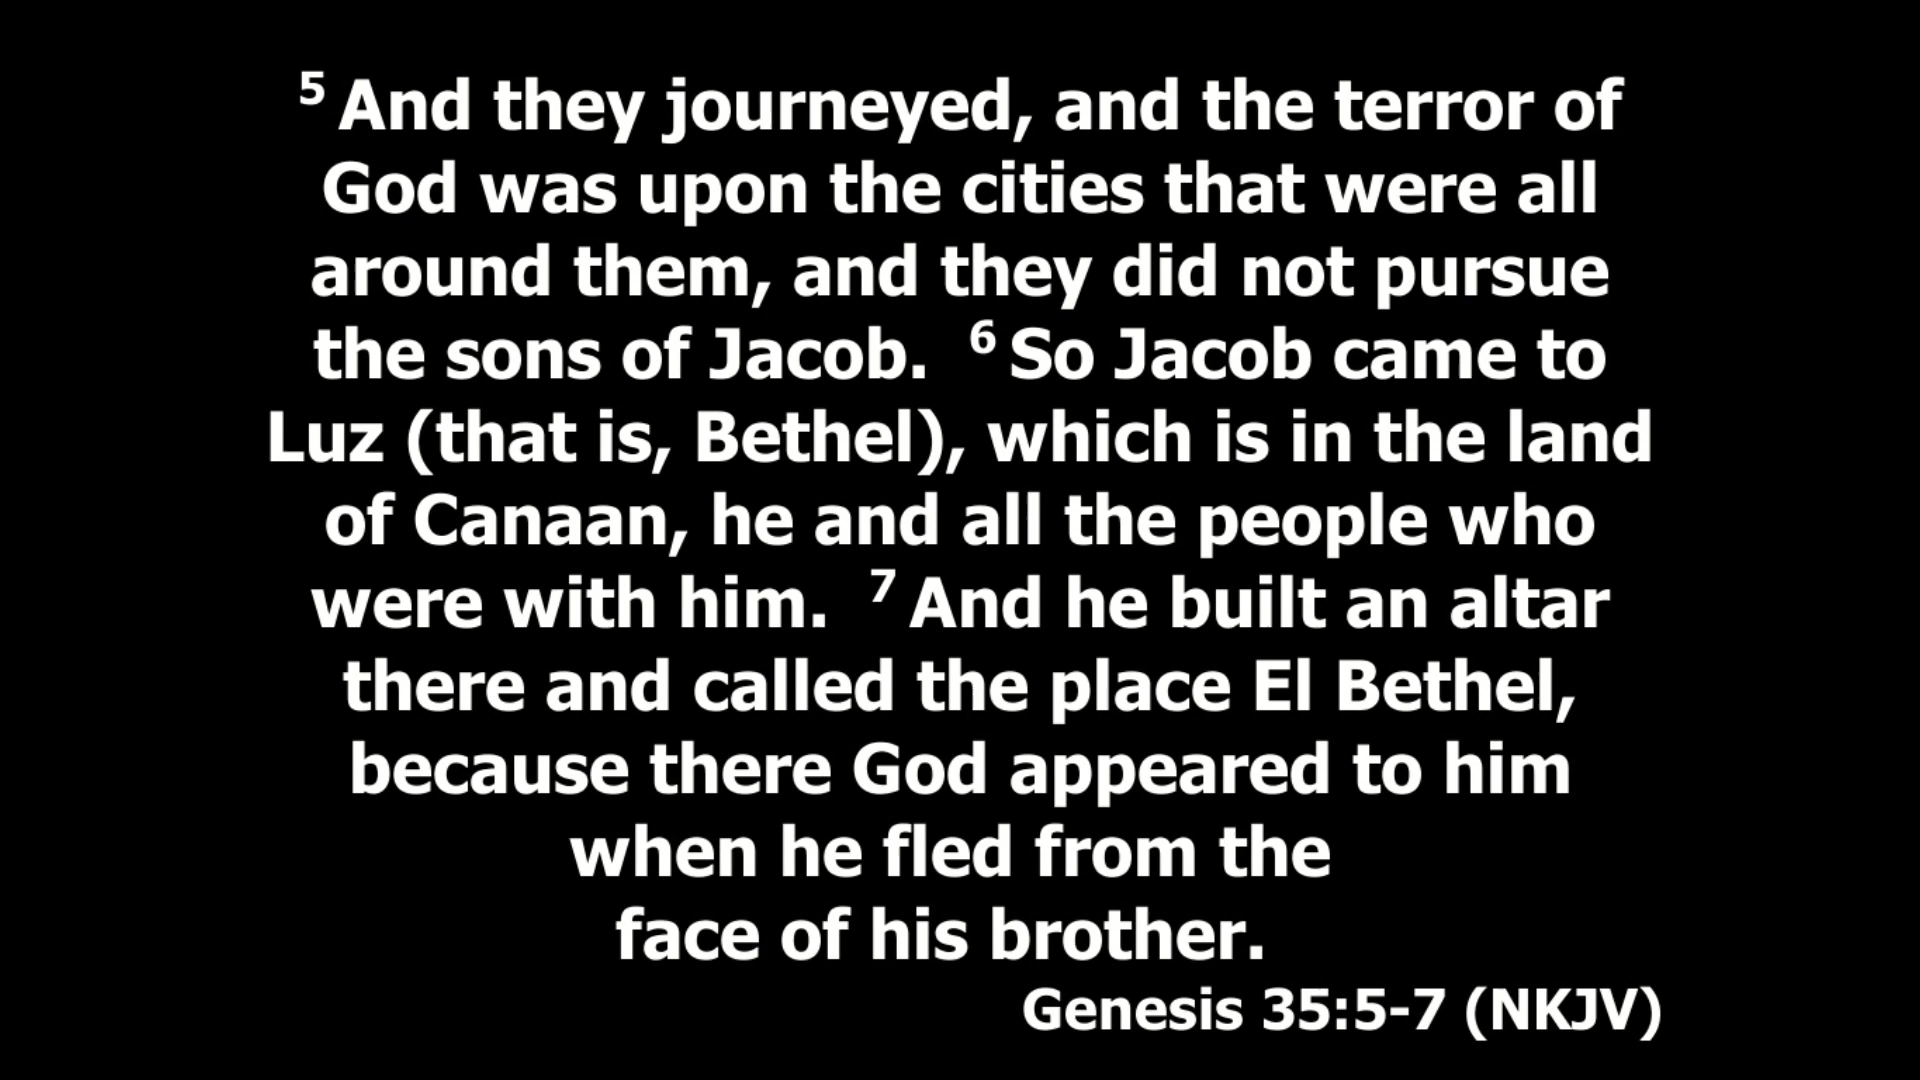 5 And they journeyed, and the terror of
God was upon the cities that were all
around them, and they did not pursue
the sons of Jacob. 6 So Jacob came to
Luz (that is, Bethel), which is in the land
of Canaan, he and all the people who
were with him. 7 And he built an altar
there and called the place El Bethel,
because there God appeared to him
when he fled from the
face of his brother.
Genesis 35:5-7 (NKJV)